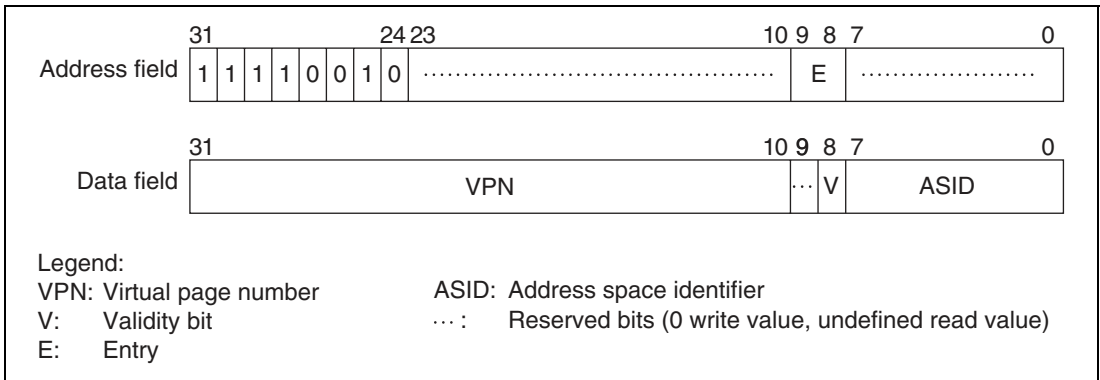 31 24 23 10 9 8 7 0
Address field 1 1 1 1 0 0 1 0 ………………………………… E …………………
31 10 9 8 7 0
Data field VPN ... V ASID
Legend:
VPN: Virtual page number ASID: Address space identifier
V: Validity bit ... : Reserved bits (0 write value, undefined read value)
E: Entry